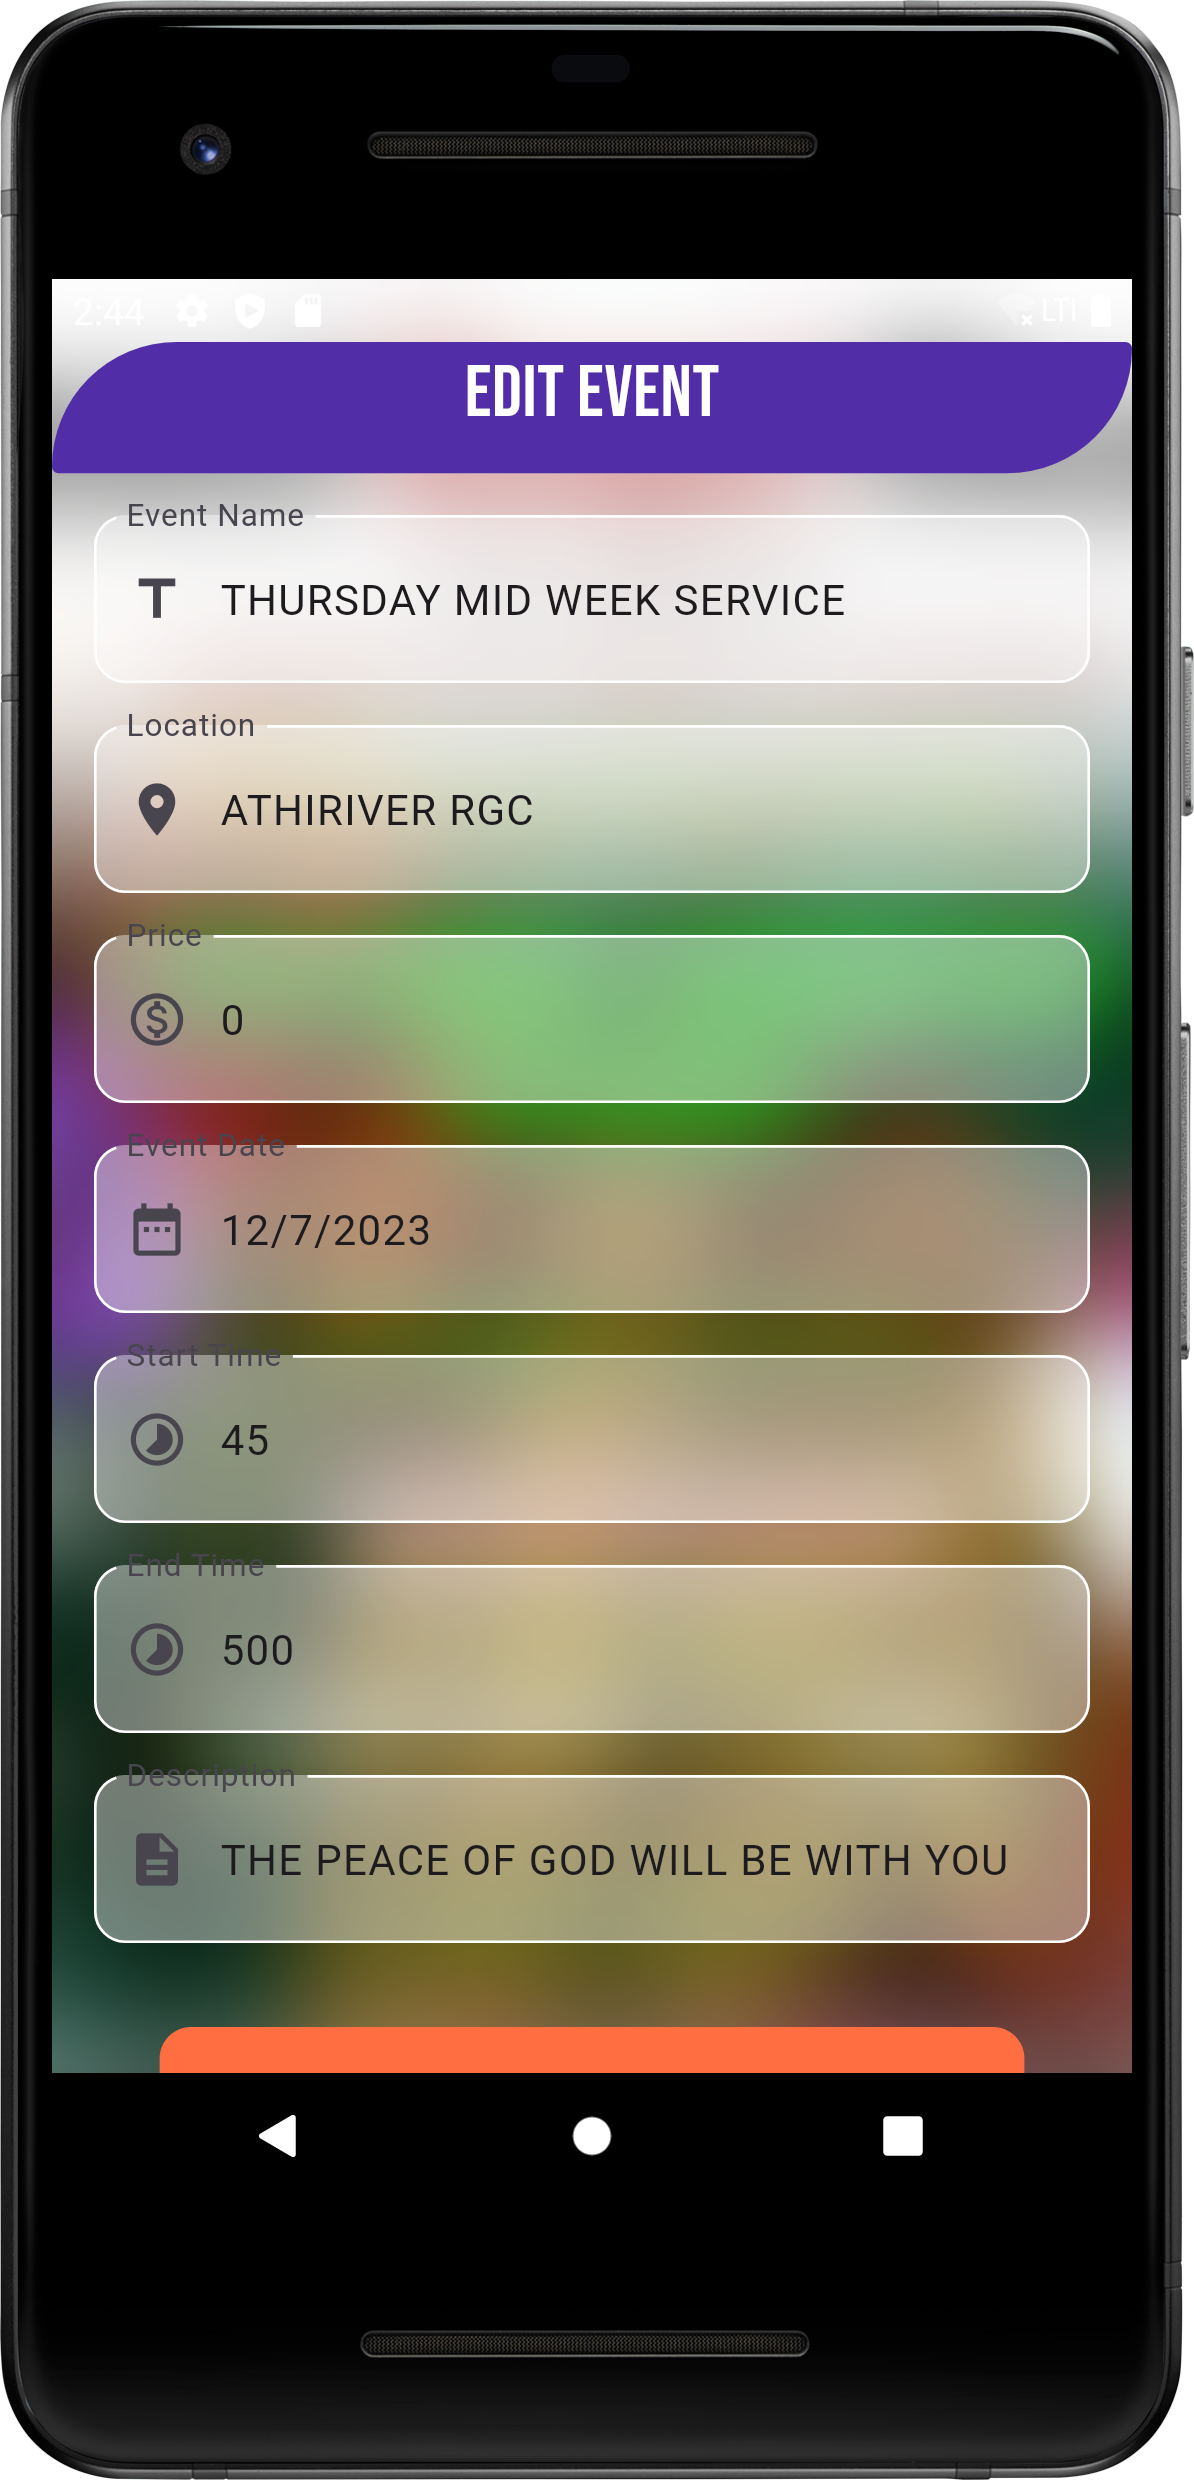 2:44 LTI
EDIT EVENT
Event Name
THURSDAY MID WEEK SERVICE
Location
ATHIRIVER RGC
Price
0
Event Date
12/7/2023
Start Time
45
End Time
500
Description
THE PEACE OF GOD WILL BE WITH YOU